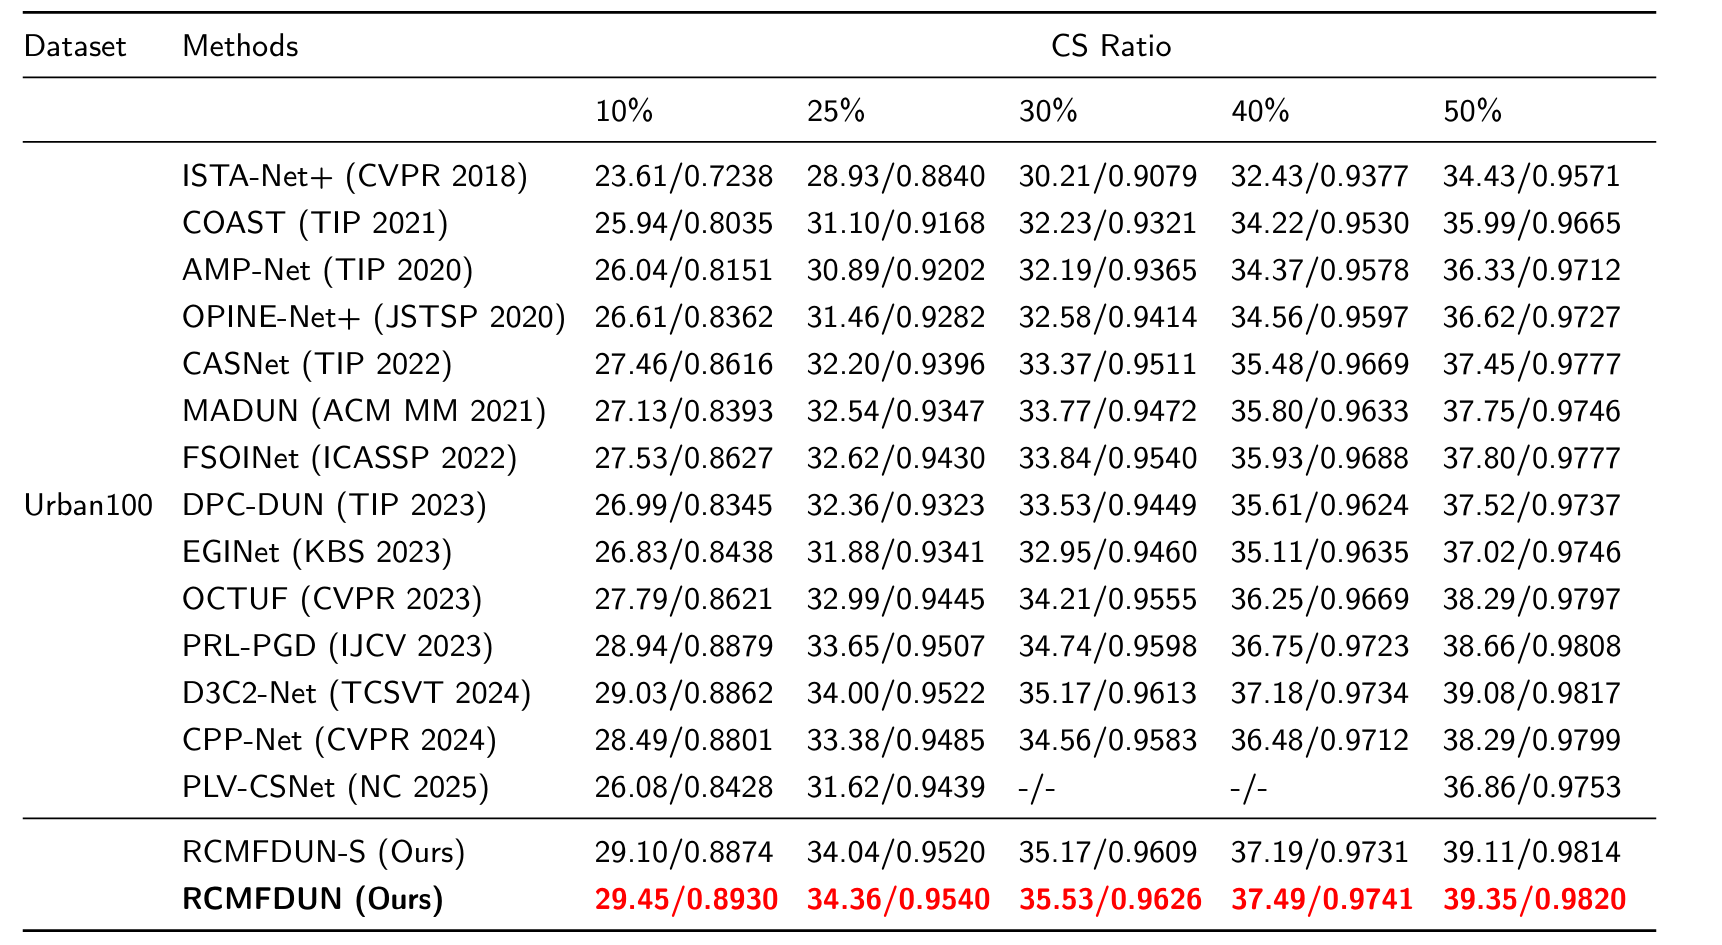 Dataset Methods CS Ratio
10% 25% 30% 40% 50%
ISTA-Net+ (CVPR 2018) 23.61/0.7238 28.93/0.8840 30.21/0.9079 32.43/0.9377 34.43/0.9571
COAST (TIP 2021) 25.94/0.8035 31.10/0.9168 32.23/0.9321 34.22/0.9530 35.99/0.9665
AMP-Net (TIP 2020) 26.04/0.8151 30.89/0.9202 32.19/0.9365 34.37/0.9578 36.33/0.9712
OPINE-Net+ (JSTSP 2020) 26.61/0.8362 31.46/0.9282 32.58/0.9414 34.56/0.9597 36.62/0.9727
CASNet (TIP 2022) 27.46/0.8616 32.20/0.9396 33.37/0.9511 35.48/0.9669 37.45/0.9777
MADUN (ACM MM 2021) 27.13/0.8393 32.54/0.9347 33.77/0.9472 35.80/0.9633 37.75/0.9746
FSOINet (ICASSP 2022) 27.53/0.8627 32.62/0.9430 33.84/0.9540 35.93/0.9688 37.80/0.9777
Urban100 DPC-DUN (TIP 2023) 26.99/0.8345 32.36/0.9323 33.53/0.9449 35.61/0.9624 37.52/0.9737
EGINet (KBS 2023) 26.83/0.8438 31.88/0.9341 32.95/0.9460 35.11/0.9635 37.02/0.9746
OCTUF (CVPR 2023) 27.79/0.8621 32.99/0.9445 34.21/0.9555 36.25/0.9669 38.29/0.9797
PRL-PGD (IJCV 2023) 28.94/0.8879 33.65/0.9507 34.74/0.9598 36.75/0.9723 38.66/0.9808
D3C2-Net (TCSVT 2024) 29.03/0.8862 34.00/0.9522 35.17/0.9613 37.18/0.9734 39.08/0.9817
CPP-Net (CVPR 2024) 28.49/0.8801 33.38/0.9485 34.56/0.9583 36.48/0.9712 38.29/0.9799
PLV-CSNet (NC 2025) 26.08/0.8428 31.62/0.9439 -/- -/- 36.86/0.9753
RCMFDUN-S (Ours) 29.10/0.8874 34.04/0.9520 35.17/0.9609 37.19/0.9731 39.11/0.9814
RCMFDUN (Ours) 29.45/0.8930 34.36/0.9540 35.53/0.9626 37.49/0.9741 39.35/0.9820